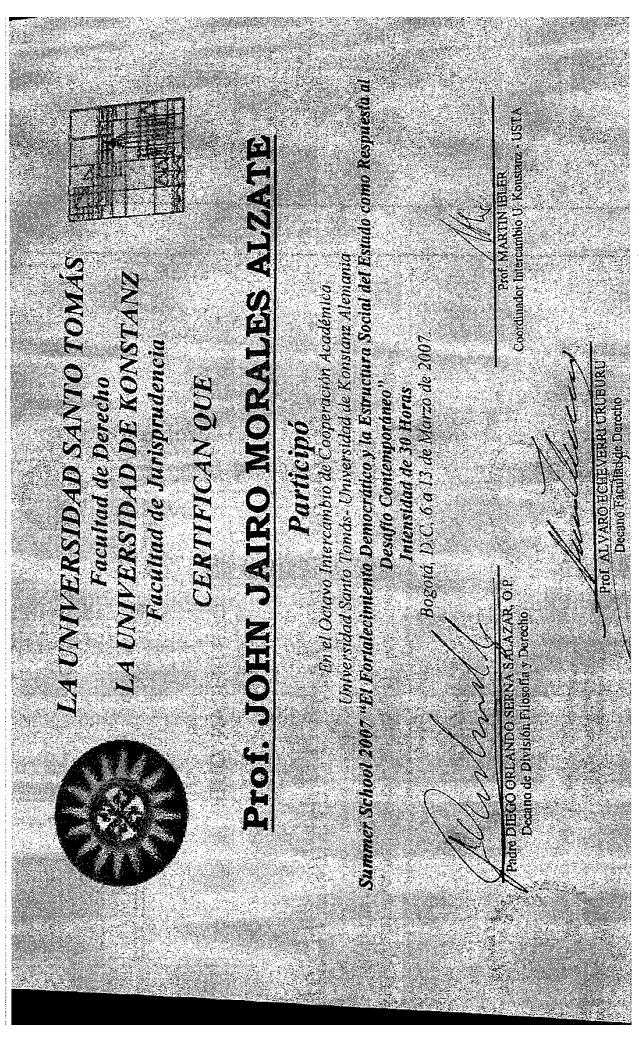 LA UNIVERSIDAD SANTO TOMÁS
Facultad de Derecho
LA UNIVERSIDAD DE KONSTANZ
Facultad de Jurisprudencia
CERTIFICAN QUE
Prof. JOHN JAIRO MORALES ALZATE
Participó
En el Octavo Intercambio de Cooperación Académica
Universidad Santo Tomás- Universidad de Konstanz Alemania
Summer School 2007 "El Fortalecimiento Democrático y la Estructura Social del Estado como Respuesta al
Desafío Contemporáneo"
Intensidad de 30 Horas
Bogotá, D.C. 6 a 13 de Marzo de 2007
Padre DIEGO ORLANDO SERNA SALAZAR, O.P.
Decano de División Filosofía y Derecho
Prof. MARTIN IBLER
Coordinador Intercambio U. Konstanz - USTA
Prof. ALVARO ECHEVERRI URUBURU
Decano Facultad de Derecho